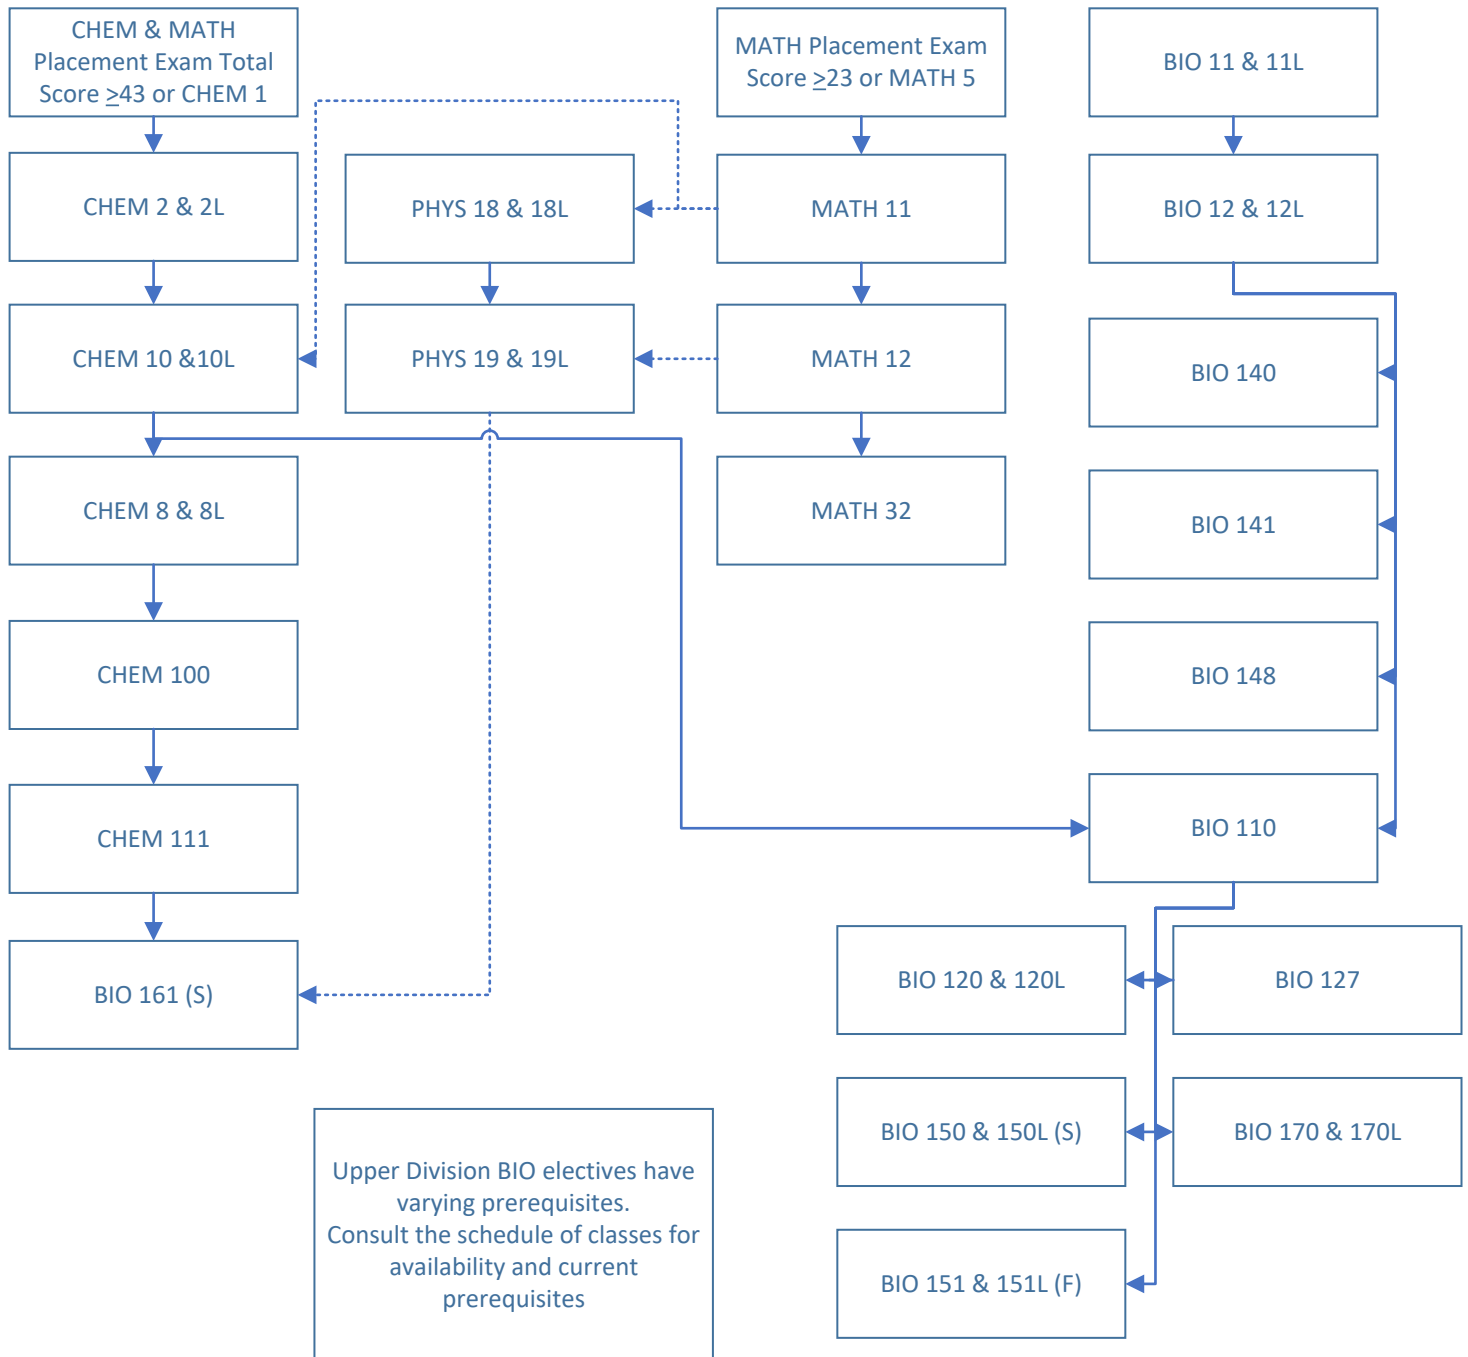 CHEM & MATH
Placement Exam Total
Score ≥43 or CHEM 1
MATH Placement Exam
Score ≥23 or MATH 5
BIO 11 & 11L
CHEM 2 & 2L
PHYS 18 & 18L
MATH 11
BIO 12 & 12L
CHEM 10 &10L
PHYS 19 & 19L
MATH 12
BIO 140
CHEM 8 & 8L
MATH 32
BIO 141
CHEM 100
BIO 148
CHEM 111
BIO 110
BIO 161 (S)
BIO 120 & 120L
BIO 127
BIO 150 & 150L (S)
BIO 170 & 170L
Upper Division BIO electives have
varying prerequisites.
Consult the schedule of classes for
availability and current
prerequisites
BIO 151 & 151L (F)